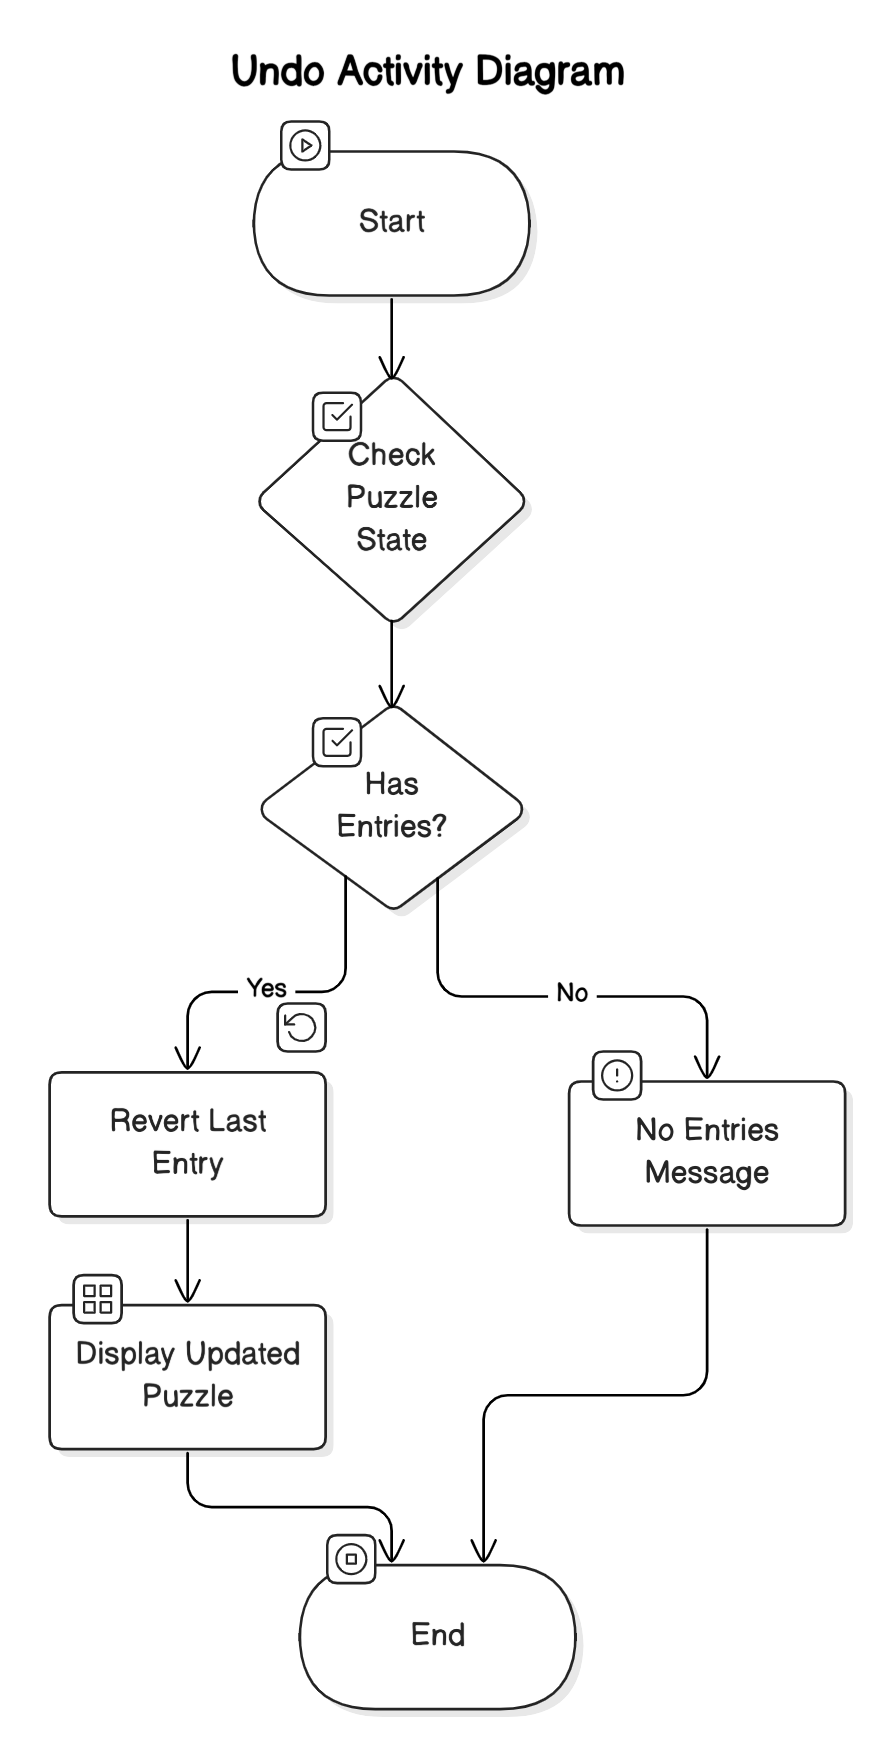 Undo Activity Diagram
Start
Check
Puzzle
State
Has
Entries?
Yes
No
Revert Last
Entry
No Entries
Message
Display Updated
Puzzle
End